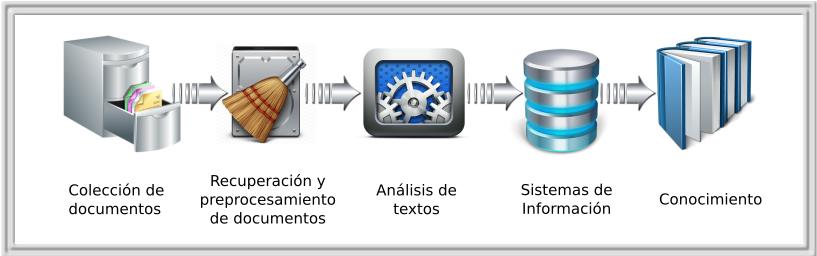 Colección de
documentos
Recuperación y
preprocesamiento
de documentos
Análisis de
textos
Sistemas de
Información
Conocimiento